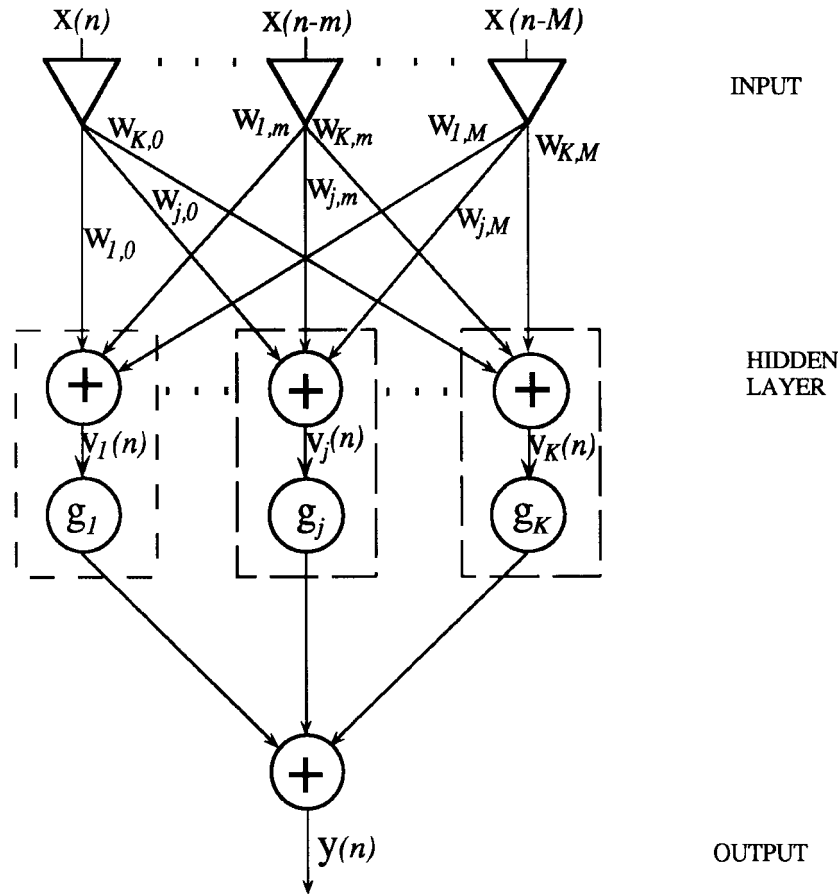 x(n) x(n-m) x(n-M)
INPUT
w_{K,0} w_{1,m} w_{K,m} w_{1,M} w_{K,M}
w_{j,0} w_{j,m} w_{j,M}
w_{1,0}
HIDDEN
LAYER
+ + +
v_1(n) v_j(n) v_K(n)
g_1 g_j g_K
+
y(n)
OUTPUT